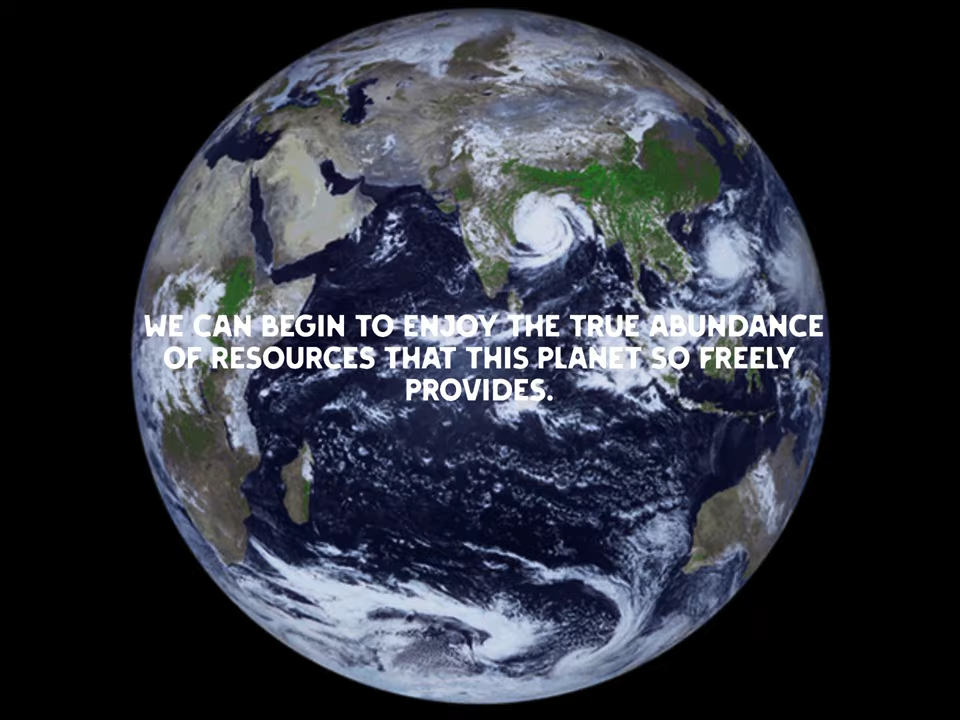 WE CAN BEGIN TO ENJOY THE TRUE ABUNDANCE
OF RESOURCES THAT THIS PLANET SO FREELY
PROVIDES.